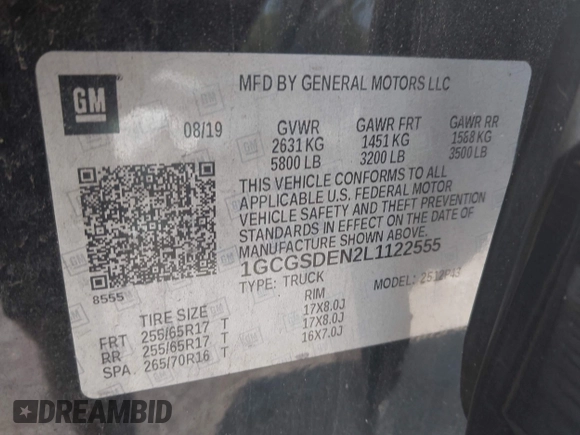 GM
MFD BY GENERAL MOTORS LLC
08/19 GVWR GAWR FRT GAWR RR
2631 KG 1451 KG 1588 KG
5800 LB 3200 LB 3500 LB
THIS VEHICLE CONFORMS TO ALL
APPLICABLE U.S. FEDERAL MOTOR
VEHICLE SAFETY AND THEFT PREVENTION
STANDARDS IN EFFECT ON THE DATE OF
MANUFACTURE SHOWN ABOVE.
1GCGSDEN2L1122555
8555
TYPE: TRUCK MODEL:
TIRE SIZE RIM
FRT 255/65R17 T 17X8.0J
RR 255/65R17 T 17X8.0J
SPA 265/70R16 T 16X7.0J
DREAMBID